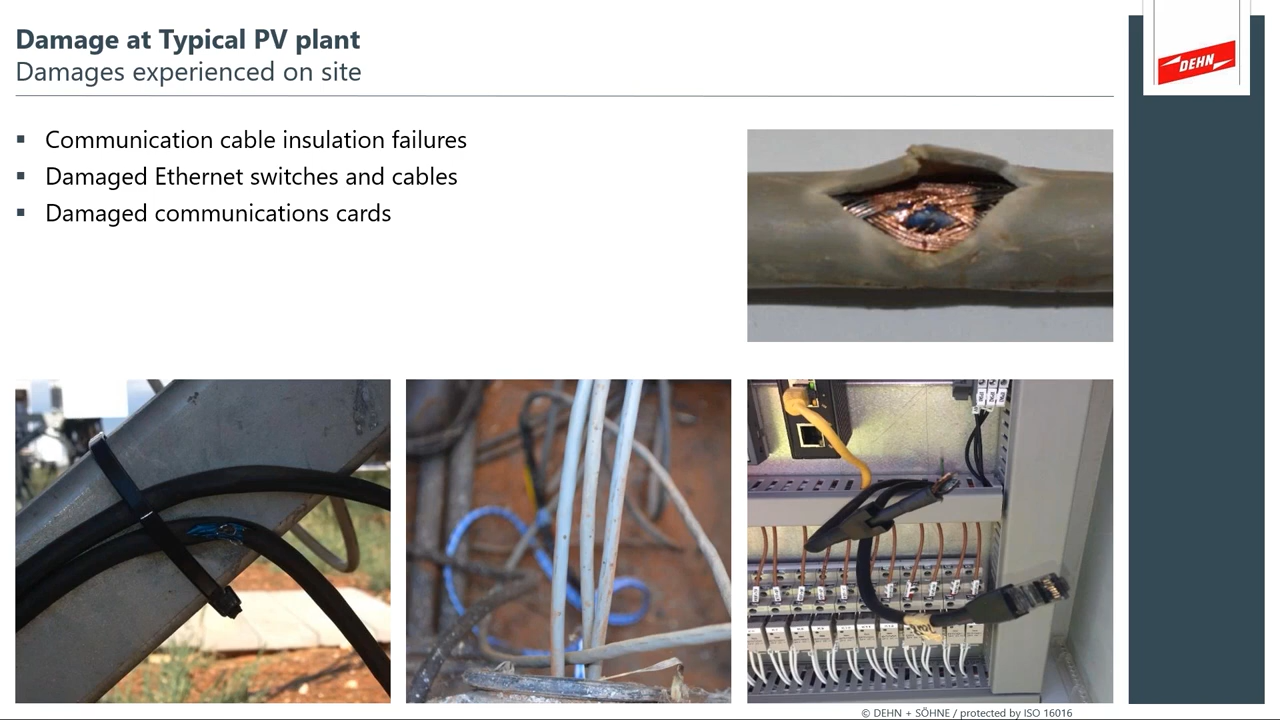 Damage at Typical PV plant
Damages experienced on site
DEHN
▪ Communication cable insulation failures
▪ Damaged Ethernet switches and cables
▪ Damaged communications cards
© DEHN + SÖHNE / protected by ISO 16016